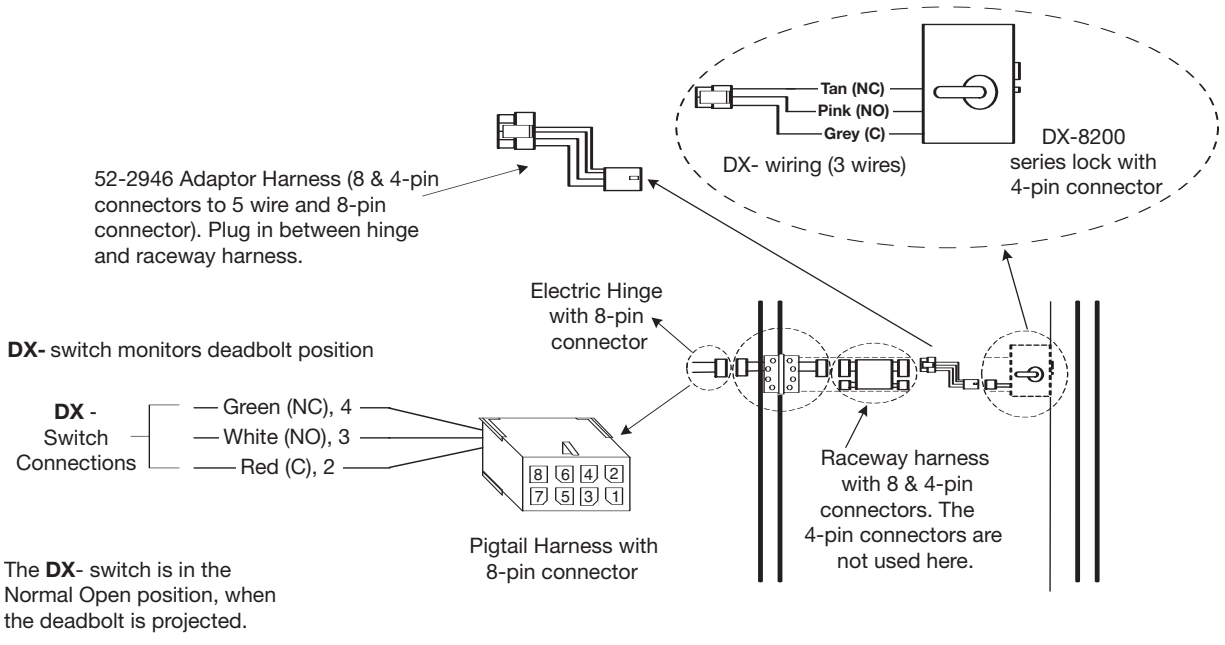 Tan (NC)
Pink (NO)
Grey (C)
DX- wiring (3 wires)
DX-8200
series lock with
4-pin connector
52-2946 Adaptor Harness (8 & 4-pin
connectors to 5 wire and 8-pin
connector). Plug in between hinge
and raceway harness.
Electric Hinge
with 8-pin
connector
DX- switch monitors deadbolt position
DX -
Switch
Connections
Green (NC), 4
White (NO), 3
Red (C), 2
8 6 4 2
7 5 3 1
Pigtail Harness with
8-pin connector
Raceway harness
with 8 & 4-pin
connectors. The
4-pin connectors are
not used here.
The DX- switch is in the
Normal Open position, when
the deadbolt is projected.